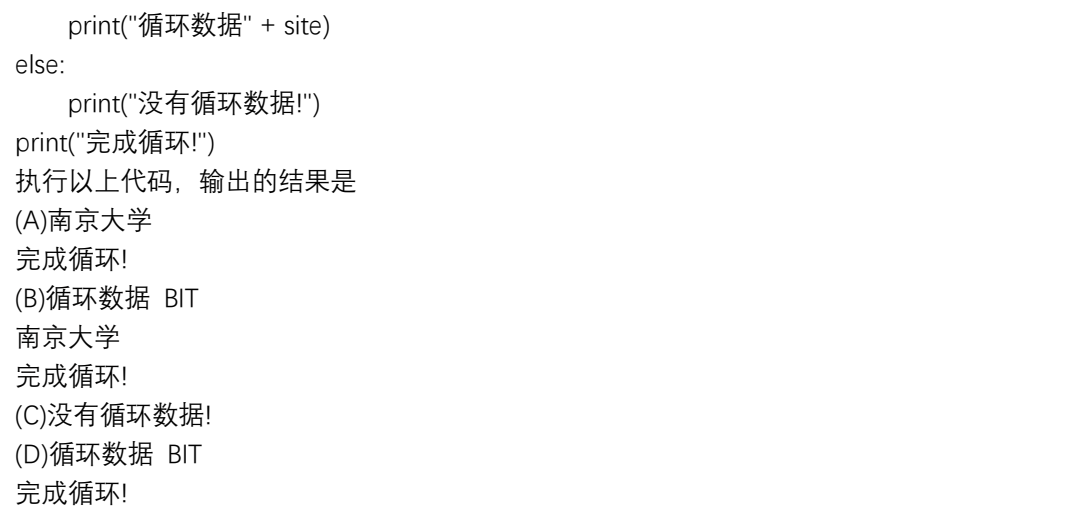 print("循环数据" + site)
else:
print("没有循环数据!")
print("完成循环!")
执行以上代码，输出的结果是
(A)南京大学
完成循环!
(B)循环数据 BIT
南京大学
完成循环!
(C)没有循环数据!
(D)循环数据 BIT
完成循环!